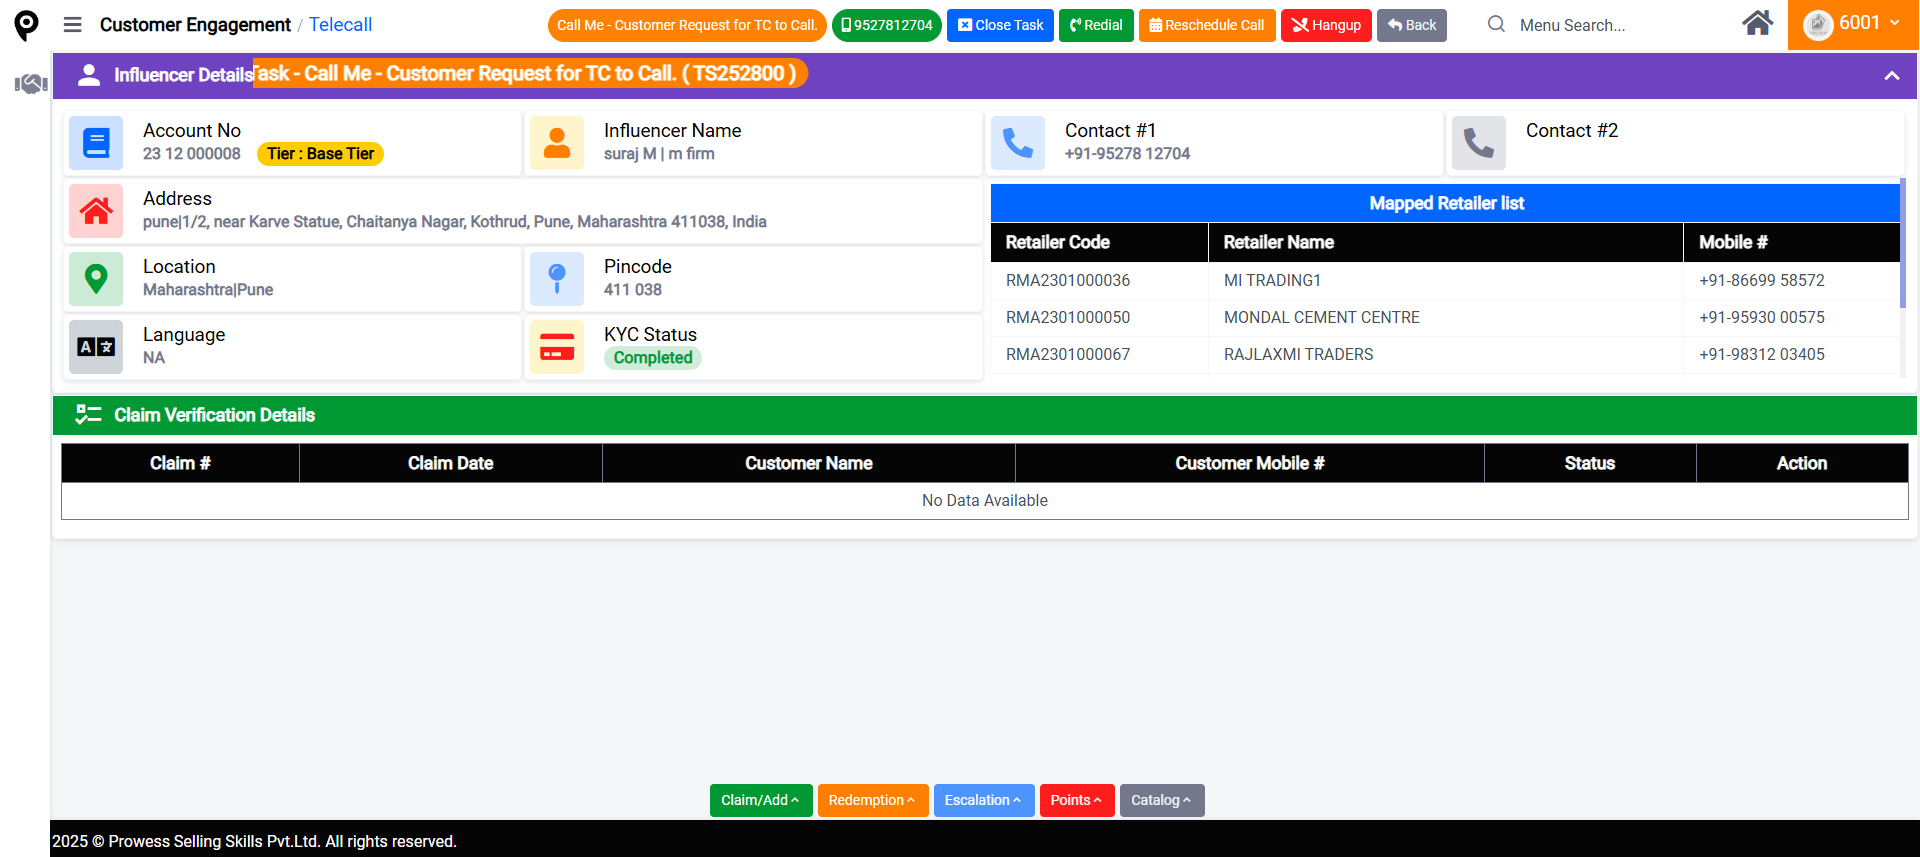 Customer Engagement / Telecall
Call Me - Customer Request for TC to Call.
9527812704
Close Task
Redial
Reschedule Call
Hangup
Back
Menu Search...
6001
Influencer Details
Task - Call Me - Customer Request for TC to Call. ( TS252800 )
Account No
23 12 000008
Tier : Base Tier
Influencer Name
suraj M | m firm
Contact #1
+91-95278 12704
Contact #2
Address
pune|1/2, near Karve Statue, Chaitanya Nagar, Kothrud, Pune, Maharashtra 411038, India
Location
Maharashtra|Pune
Pincode
411 038
Language
NA
KYC Status
Completed
Mapped Retailer list
Retailer Code Retailer Name Mobile #
RMA2301000036 MI TRADING1 +91-86699 58572
RMA2301000050 MONDAL CEMENT CENTRE +91-95930 00575
RMA2301000067 RAJLAXMI TRADERS +91-98312 03405
Claim Verification Details
Claim # Claim Date Customer Name Customer Mobile # Status Action
No Data Available
Claim/Add
Redemption
Escalation
Points
Catalog
2025 © Prowess Selling Skills Pvt.Ltd. All rights reserved.